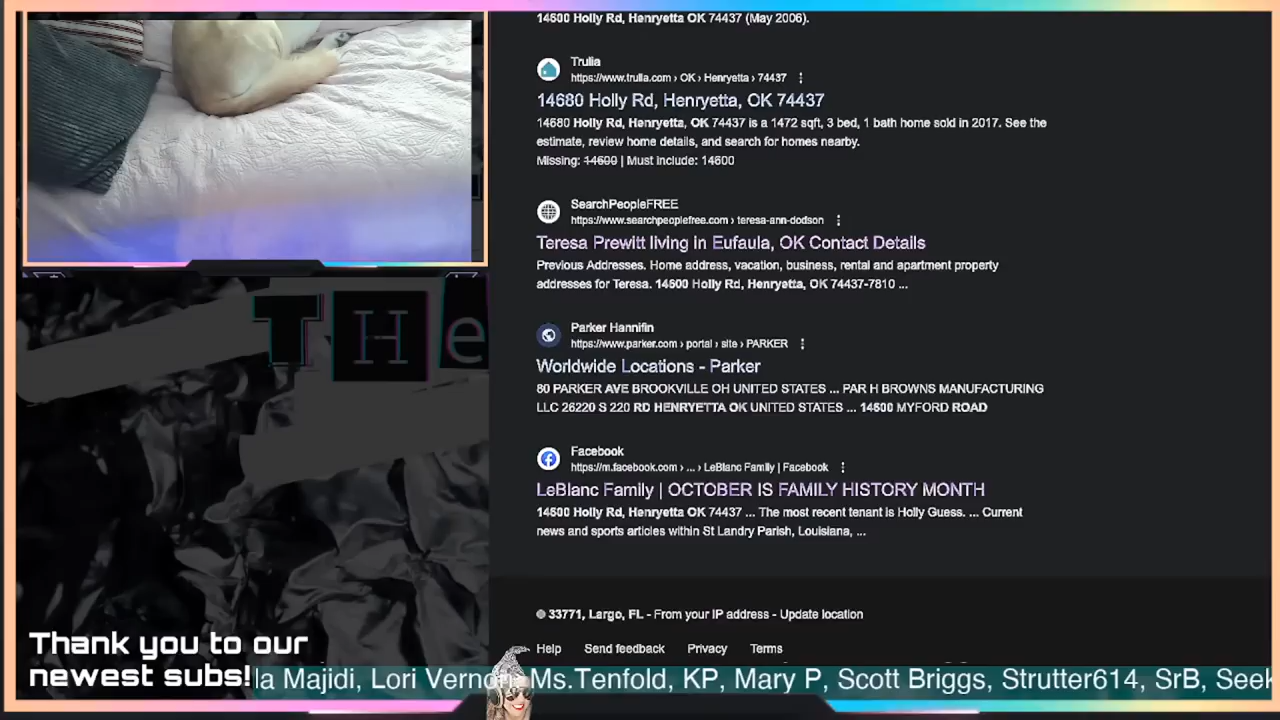 14600 Holly Rd, Henryetta OK 74437 (May 2006).
Trulia
https://www.trulia.com › OK › Henryetta › 74437
14680 Holly Rd, Henryetta, OK 74437
14680 Holly Rd, Henryetta, OK 74437 is a 1472 sqft, 3 bed, 1 bath home sold in 2017. See the
estimate, review home details, and search for homes nearby.
Missing: 14600 | Must include: 14600
SearchPeopleFREE
https://www.searchpeoplefree.com › teresa-ann-dodson
Teresa Prewitt living in Eufaula, OK Contact Details
Previous Addresses. Home address, vacation, business, rental and apartment property
addresses for Teresa. 14600 Holly Rd, Henryetta, OK 74437-7810 ...
Parker Hannifin
https://www.parker.com › portal › site › PARKER
Worldwide Locations - Parker
80 PARKER AVE BROOKVILLE OH UNITED STATES ... PAR H BROWNS MANUFACTURING
LLC 26220 S 220 RD HENRYETTA OK UNITED STATES ... 14600 MYFORD ROAD
Facebook
https://m.facebook.com › ... › LeBlanc Family | Facebook
LeBlanc Family | OCTOBER IS FAMILY HISTORY MONTH
14600 Holly Rd, Henryetta OK 74437 ... The most recent tenant is Holly Guess. ... Current
news and sports articles within St Landry Parish, Louisiana, ...
33771, Largo, FL - From your IP address - Update location
Help Send feedback Privacy Terms
THe
Thank you to our
newest subs!
la Majidi, Lori Vernon, Ms.Tenfold, KP, Mary P, Scott Briggs, Strutter614, SrB, Seek